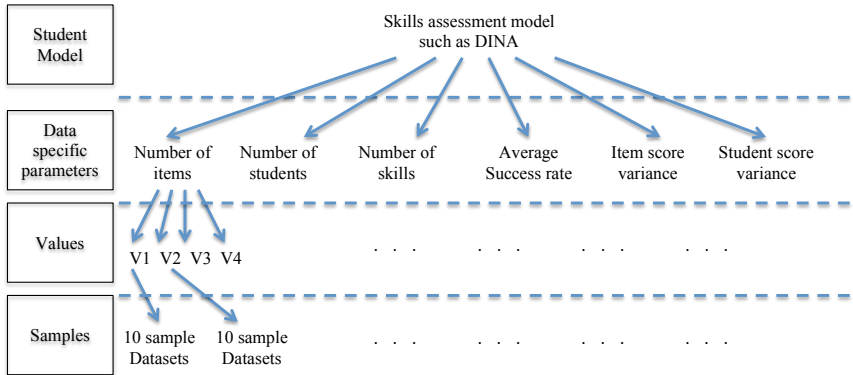 Student
Model
Skills assessment model
such as DINA
Data
specific
parameters
Number of
items
Number of
students
Number of
skills
Average
Success rate
Item score
variance
Student score
variance
Values
V1 V2 V3 V4
. . . . . . . . . . . .
Samples
10 sample
Datasets
10 sample
Datasets
. . . . . . . . . . . .